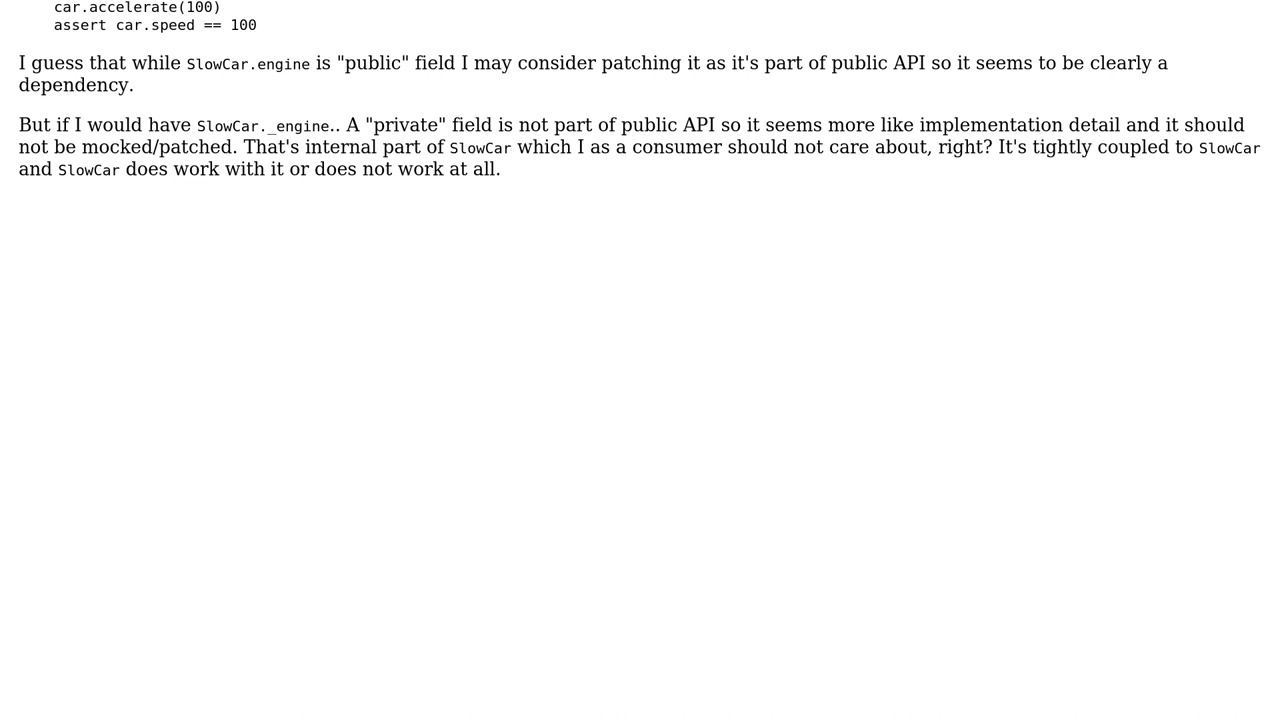 car.accelerate(100)
assert car.speed == 100
I guess that while SlowCar.engine is "public" field I may consider patching it as it's part of public API so it seems to be clearly a
dependency.
But if I would have SlowCar._engine.. A "private" field is not part of public API so it seems more like implementation detail and it should
not be mocked/patched. That's internal part of SlowCar which I as a consumer should not care about, right? It's tightly coupled to SlowCar
and SlowCar does work with it or does not work at all.